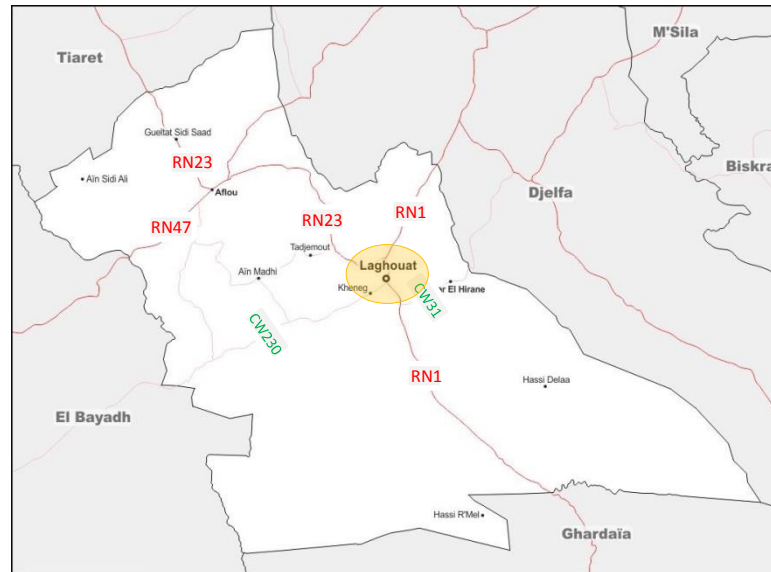 M'Sila
Tiaret
Gueltat Sidi Saad
RN23
Biskra
Aïn Sidi Ali
Aflou
Djelfa
RN47
RN23
RN1
Tadjemout
Laghouat
Aïn Madhi
Kheneg
ar El Hirane
CW31
CW230
RN1
Hassi Delaa
El Bayadh
Hassi R'Mel
Ghardaïa